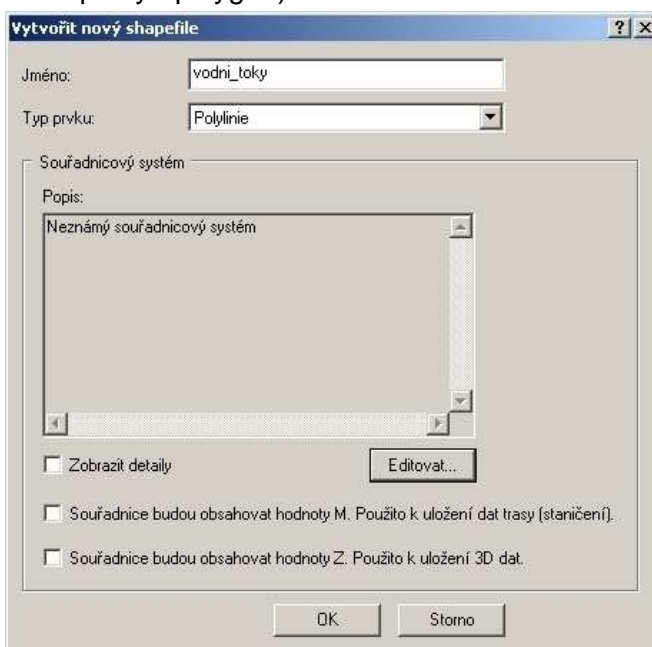 Vytvořit nový shapefile
Jméno: vodni_toky
Typ prvku: Polylinie
Souřadnicový systém
Popis:
Neznámý souřadnicový systém
Zobrazit detaily
Editovat...
Souřadnice budou obsahovat hodnoty M. Použito k uložení dat trasy (staničení).
Souřadnice budou obsahovat hodnoty Z. Použito k uložení 3D dat.
OK Storno